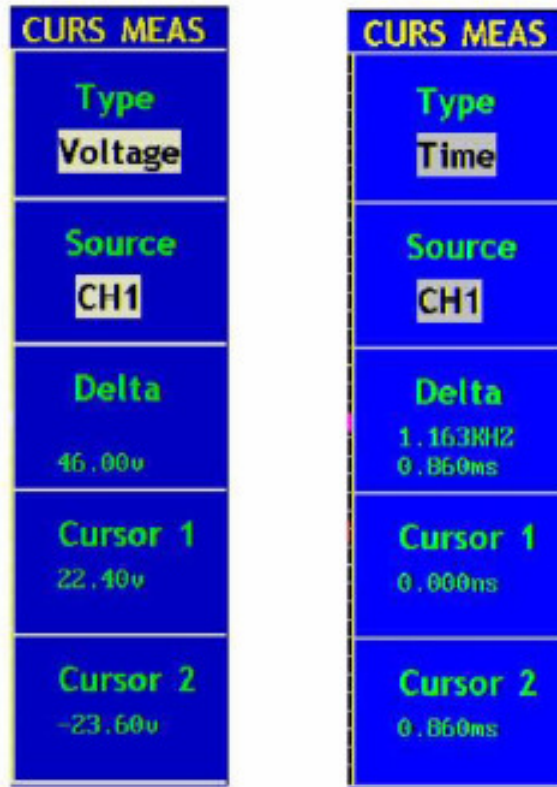 CURS MEAS
Type
Voltage
Source
CH1
Delta
46.00v
Cursor 1
22.40v
Cursor 2
-23.60v
CURS MEAS
Type
Time
Source
CH1
Delta
1.163KHZ
0.860ms
Cursor 1
0.000ns
Cursor 2
0.860ms